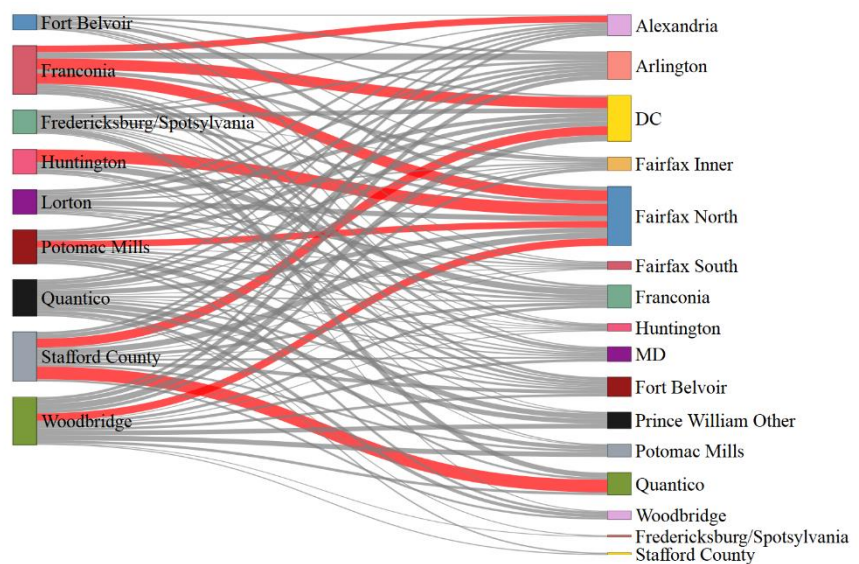 Fort Belvoir
Franconia
Fredericksburg/Spotsylvania
Huntington
Lorton
Potomac Mills
Quantico
Stafford County
Woodbridge
Alexandria
Arlington
DC
Fairfax Inner
Fairfax North
Fairfax South
Franconia
Huntington
MD
Fort Belvoir
Prince William Other
Potomac Mills
Quantico
Woodbridge
Fredericksburg/Spotsylvania
Stafford County